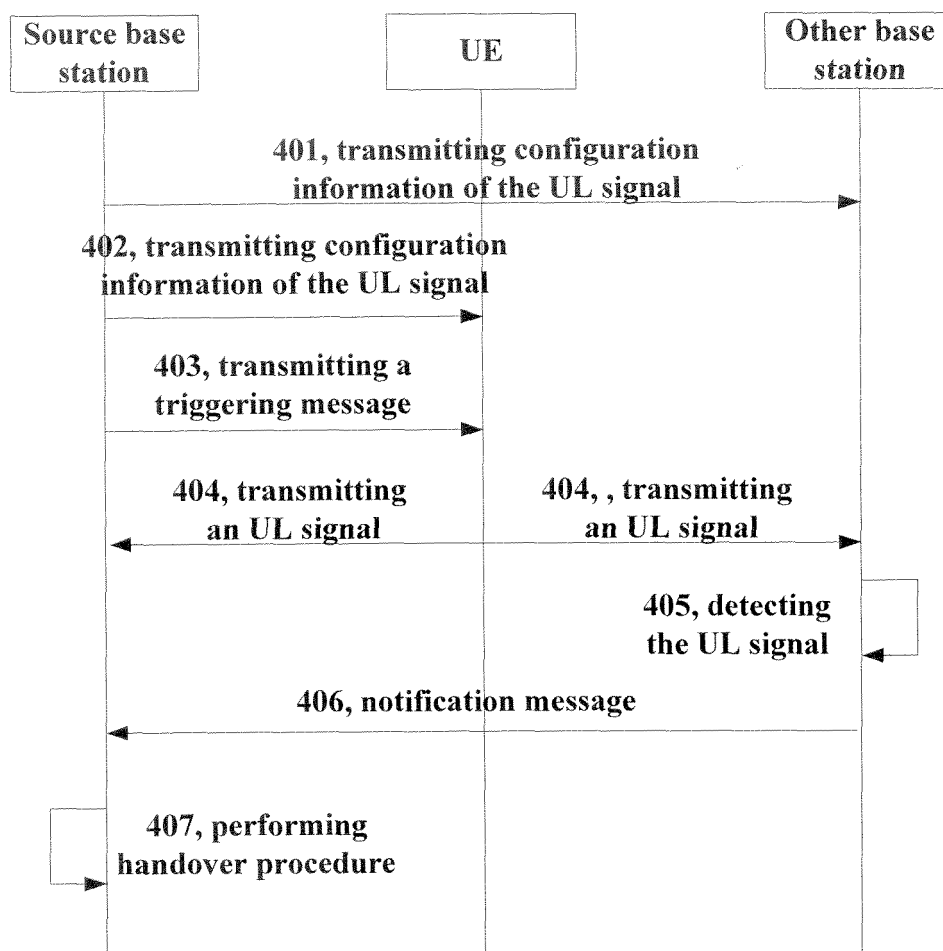 Source base
station
UE
Other base
station
401, transmitting configuration
information of the UL signal
402, transmitting configuration
information of the UL signal
403, transmitting a
triggering message
404, transmitting
an UL signal
404, , transmitting
an UL signal
405, detecting
the UL signal
406, notification message
407, performing
handover procedure